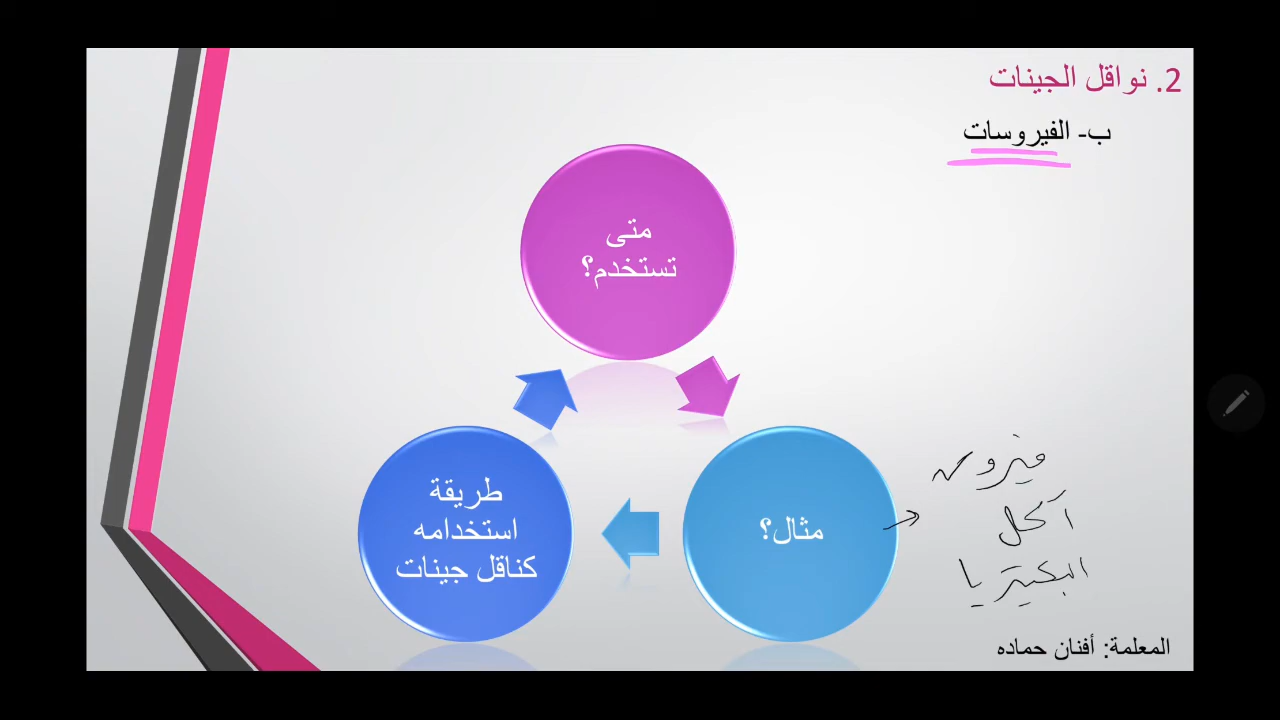 2. نواقل الجينات
ب- الفيروسات
متى
تستخدم؟
مثال؟
فيروس
آكل
البكتيريا
طريقة
استخدامه
كناقل جينات
المعلمة: أفنان حماده